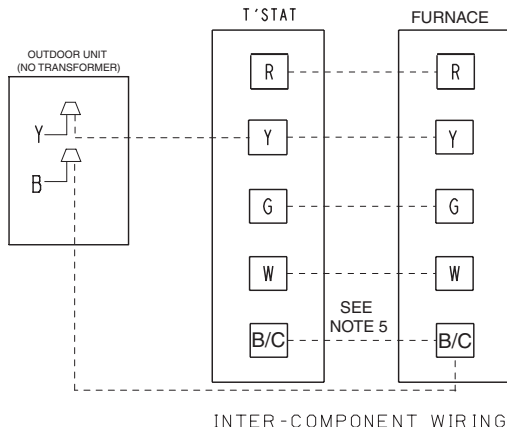 T'STAT
FURNACE
OUTDOOR UNIT
(NO TRANSFORMER)
R
R
Y
Y
Y
B
G
G
W
W
SEE
NOTE 5
B/C
B/C
INTER-COMPONENT WIRING